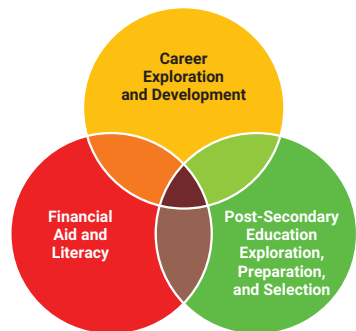 Career
Exploration
and Development
Financial
Aid and
Literacy
Post-Secondary
Education
Exploration,
Preparation,
and Selection